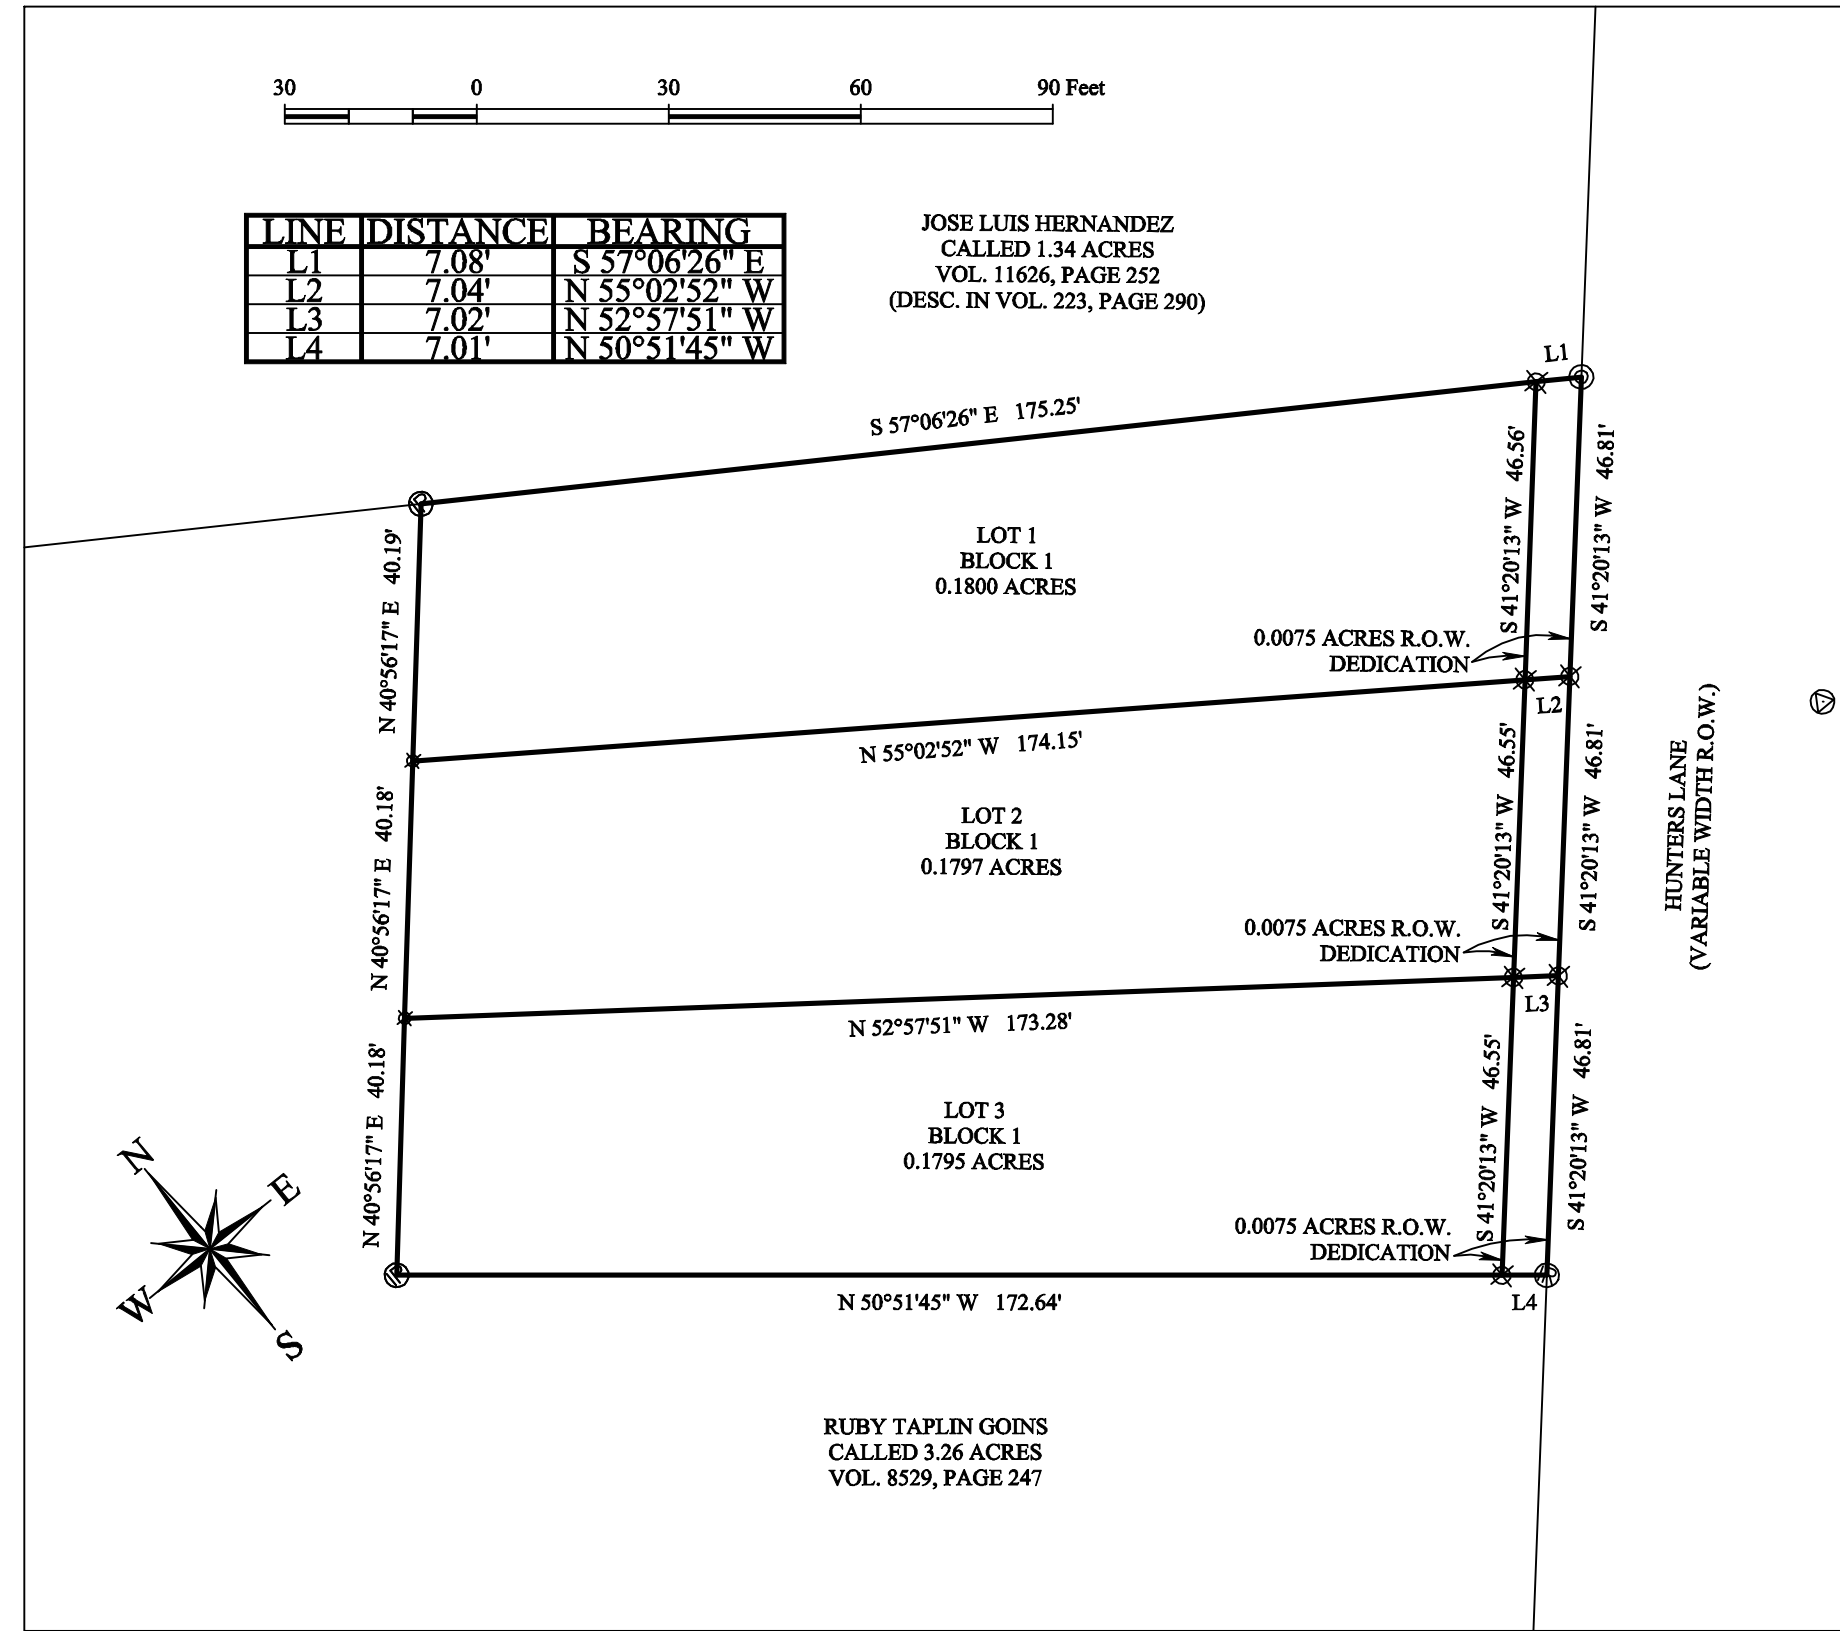 30 0 30 60 90 Feet
LINE DISTANCE BEARING
L1 7.08' S 57°06'26" E
L2 7.04' N 55°02'52" W
L3 7.02' N 52°57'51" W
L4 7.01' N 50°51'45" W
JOSE LUIS HERNANDEZ
CALLED 1.34 ACRES
VOL. 11626, PAGE 252
(DESC. IN VOL. 223, PAGE 290)
L1
S 57°06'26" E 175.25'
N 40°56'17" E 40.19'
LOT 1
BLOCK 1
0.1800 ACRES
S 41°20'13" W 46.56'
S 41°20'13" W 46.81'
0.0075 ACRES R.O.W.
DEDICATION
L2
N 55°02'52" W 174.15'
N 40°56'17" E 40.18'
LOT 2
BLOCK 1
0.1797 ACRES
S 41°20'13" W 46.55'
S 41°20'13" W 46.81'
HUNTERS LANE
(VARIABLE WIDTH R.O.W.)
0.0075 ACRES R.O.W.
DEDICATION
L3
N 52°57'51" W 173.28'
N 40°56'17" E 40.18'
LOT 3
BLOCK 1
0.1795 ACRES
S 41°20'13" W 46.55'
S 41°20'13" W 46.81'
0.0075 ACRES R.O.W.
DEDICATION
L4
N 50°51'45" W 172.64'
N
E
W
S
RUBY TAPLIN GOINS
CALLED 3.26 ACRES
VOL. 8529, PAGE 247